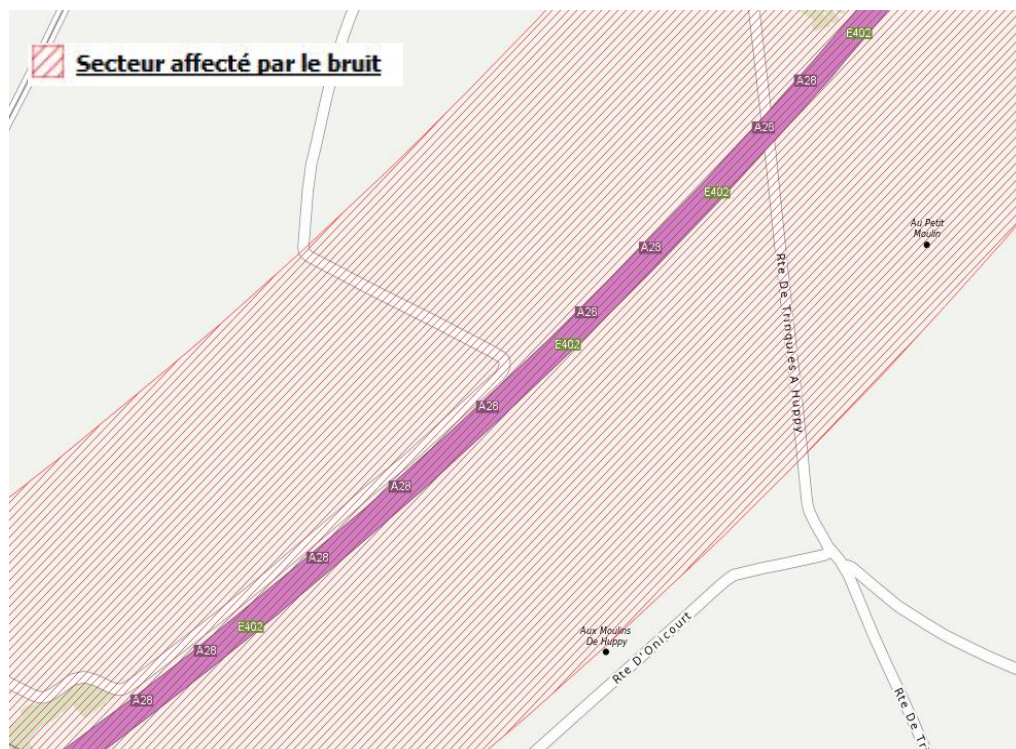 Secteur affecté par le bruit
E402
A28
A28
E402
Au Petit
Moulin
A28
Rte De Trinquies A Huppy
A28
E402
A28
A28
A28
Aux Moulins
De Huppy
E402
Rte D'Onicourt
A28
A28
Rte De Tri